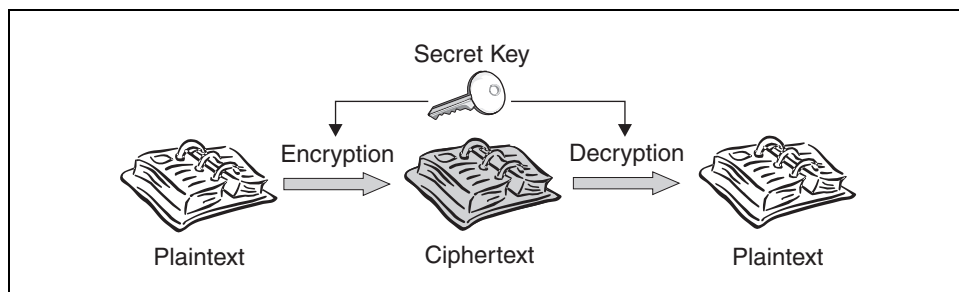 Secret Key
Encryption
Decryption
Plaintext
Ciphertext
Plaintext